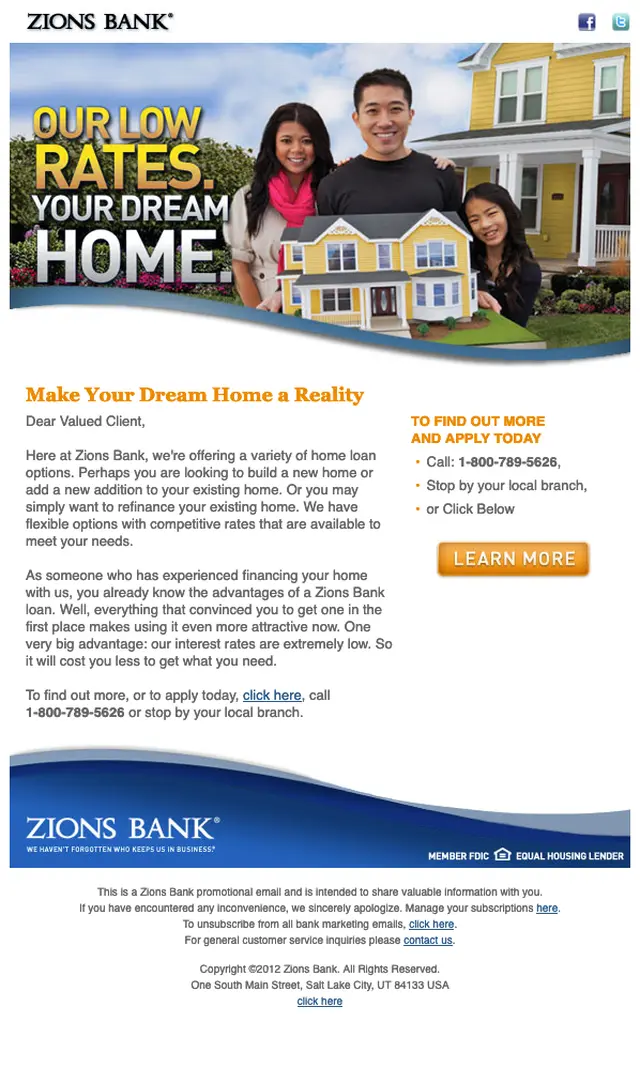 ZIONS BANK®
OUR LOW
RATES.
YOUR DREAM
HOME.
Make Your Dream Home a Reality
Dear Valued Client,
Here at Zions Bank, we're offering a variety of home loan
options. Perhaps you are looking to build a new home or
add a new addition to your existing home. Or you may
simply want to refinance your existing home. We have
flexible options with competitive rates that are available to
meet your needs.
As someone who has experienced financing your home
with us, you already know the advantages of a Zions Bank
loan. Well, everything that convinced you to get one in the
first place makes using it even more attractive now. One
very big advantage: our interest rates are extremely low. So
it will cost you less to get what you need.
To find out more, or to apply today, click here, call
1-800-789-5626 or stop by your local branch.
TO FIND OUT MORE
AND APPLY TODAY
• Call: 1-800-789-5626,
• Stop by your local branch,
• or Click Below
LEARN MORE
ZIONS BANK®
WE HAVEN'T FORGOTTEN WHO KEEPS US IN BUSINESS.®
MEMBER FDIC EQUAL HOUSING LENDER
This is a Zions Bank promotional email and is intended to share valuable information with you.
If you have encountered any inconvenience, we sincerely apologize. Manage your subscriptions here.
To unsubscribe from all bank marketing emails, click here.
For general customer service inquiries please contact us.
Copyright ©2012 Zions Bank. All Rights Reserved.
One South Main Street, Salt Lake City, UT 84133 USA
click here